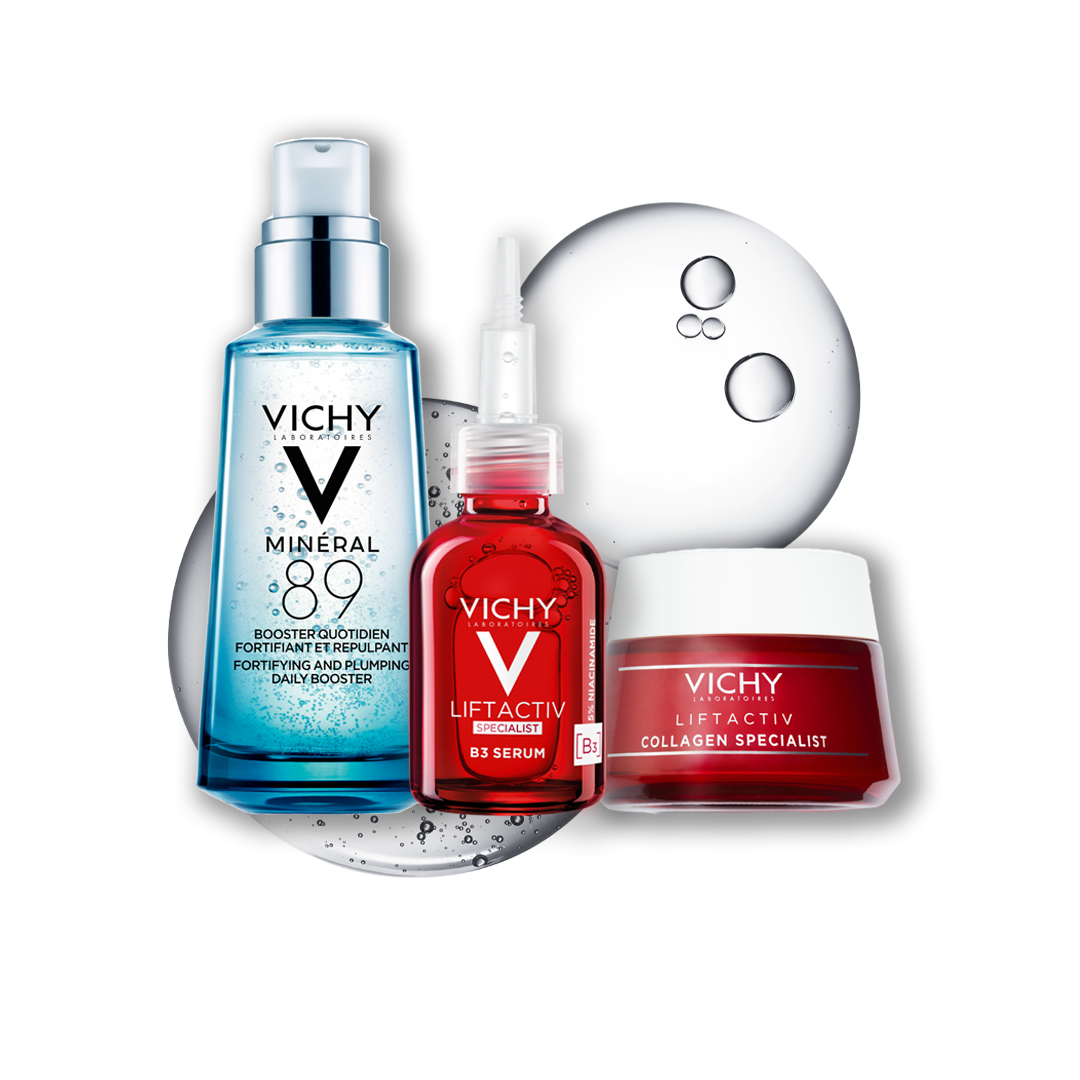 VICHY
LABORATOIRES
V
MINÉRAL
89
BOOSTER QUOTIDIEN
FORTIFIANT ET REPULPANT
FORTIFYING AND PLUMPING
DAILY BOOSTER
VICHY
LABORATOIRES
V
LIFTACTIV
SPECIALIST
B3 SERUM
5% NIACINAMIDE
[B3]
VICHY
LABORATOIRES
LIFTACTIV
COLLAGEN SPECIALIST